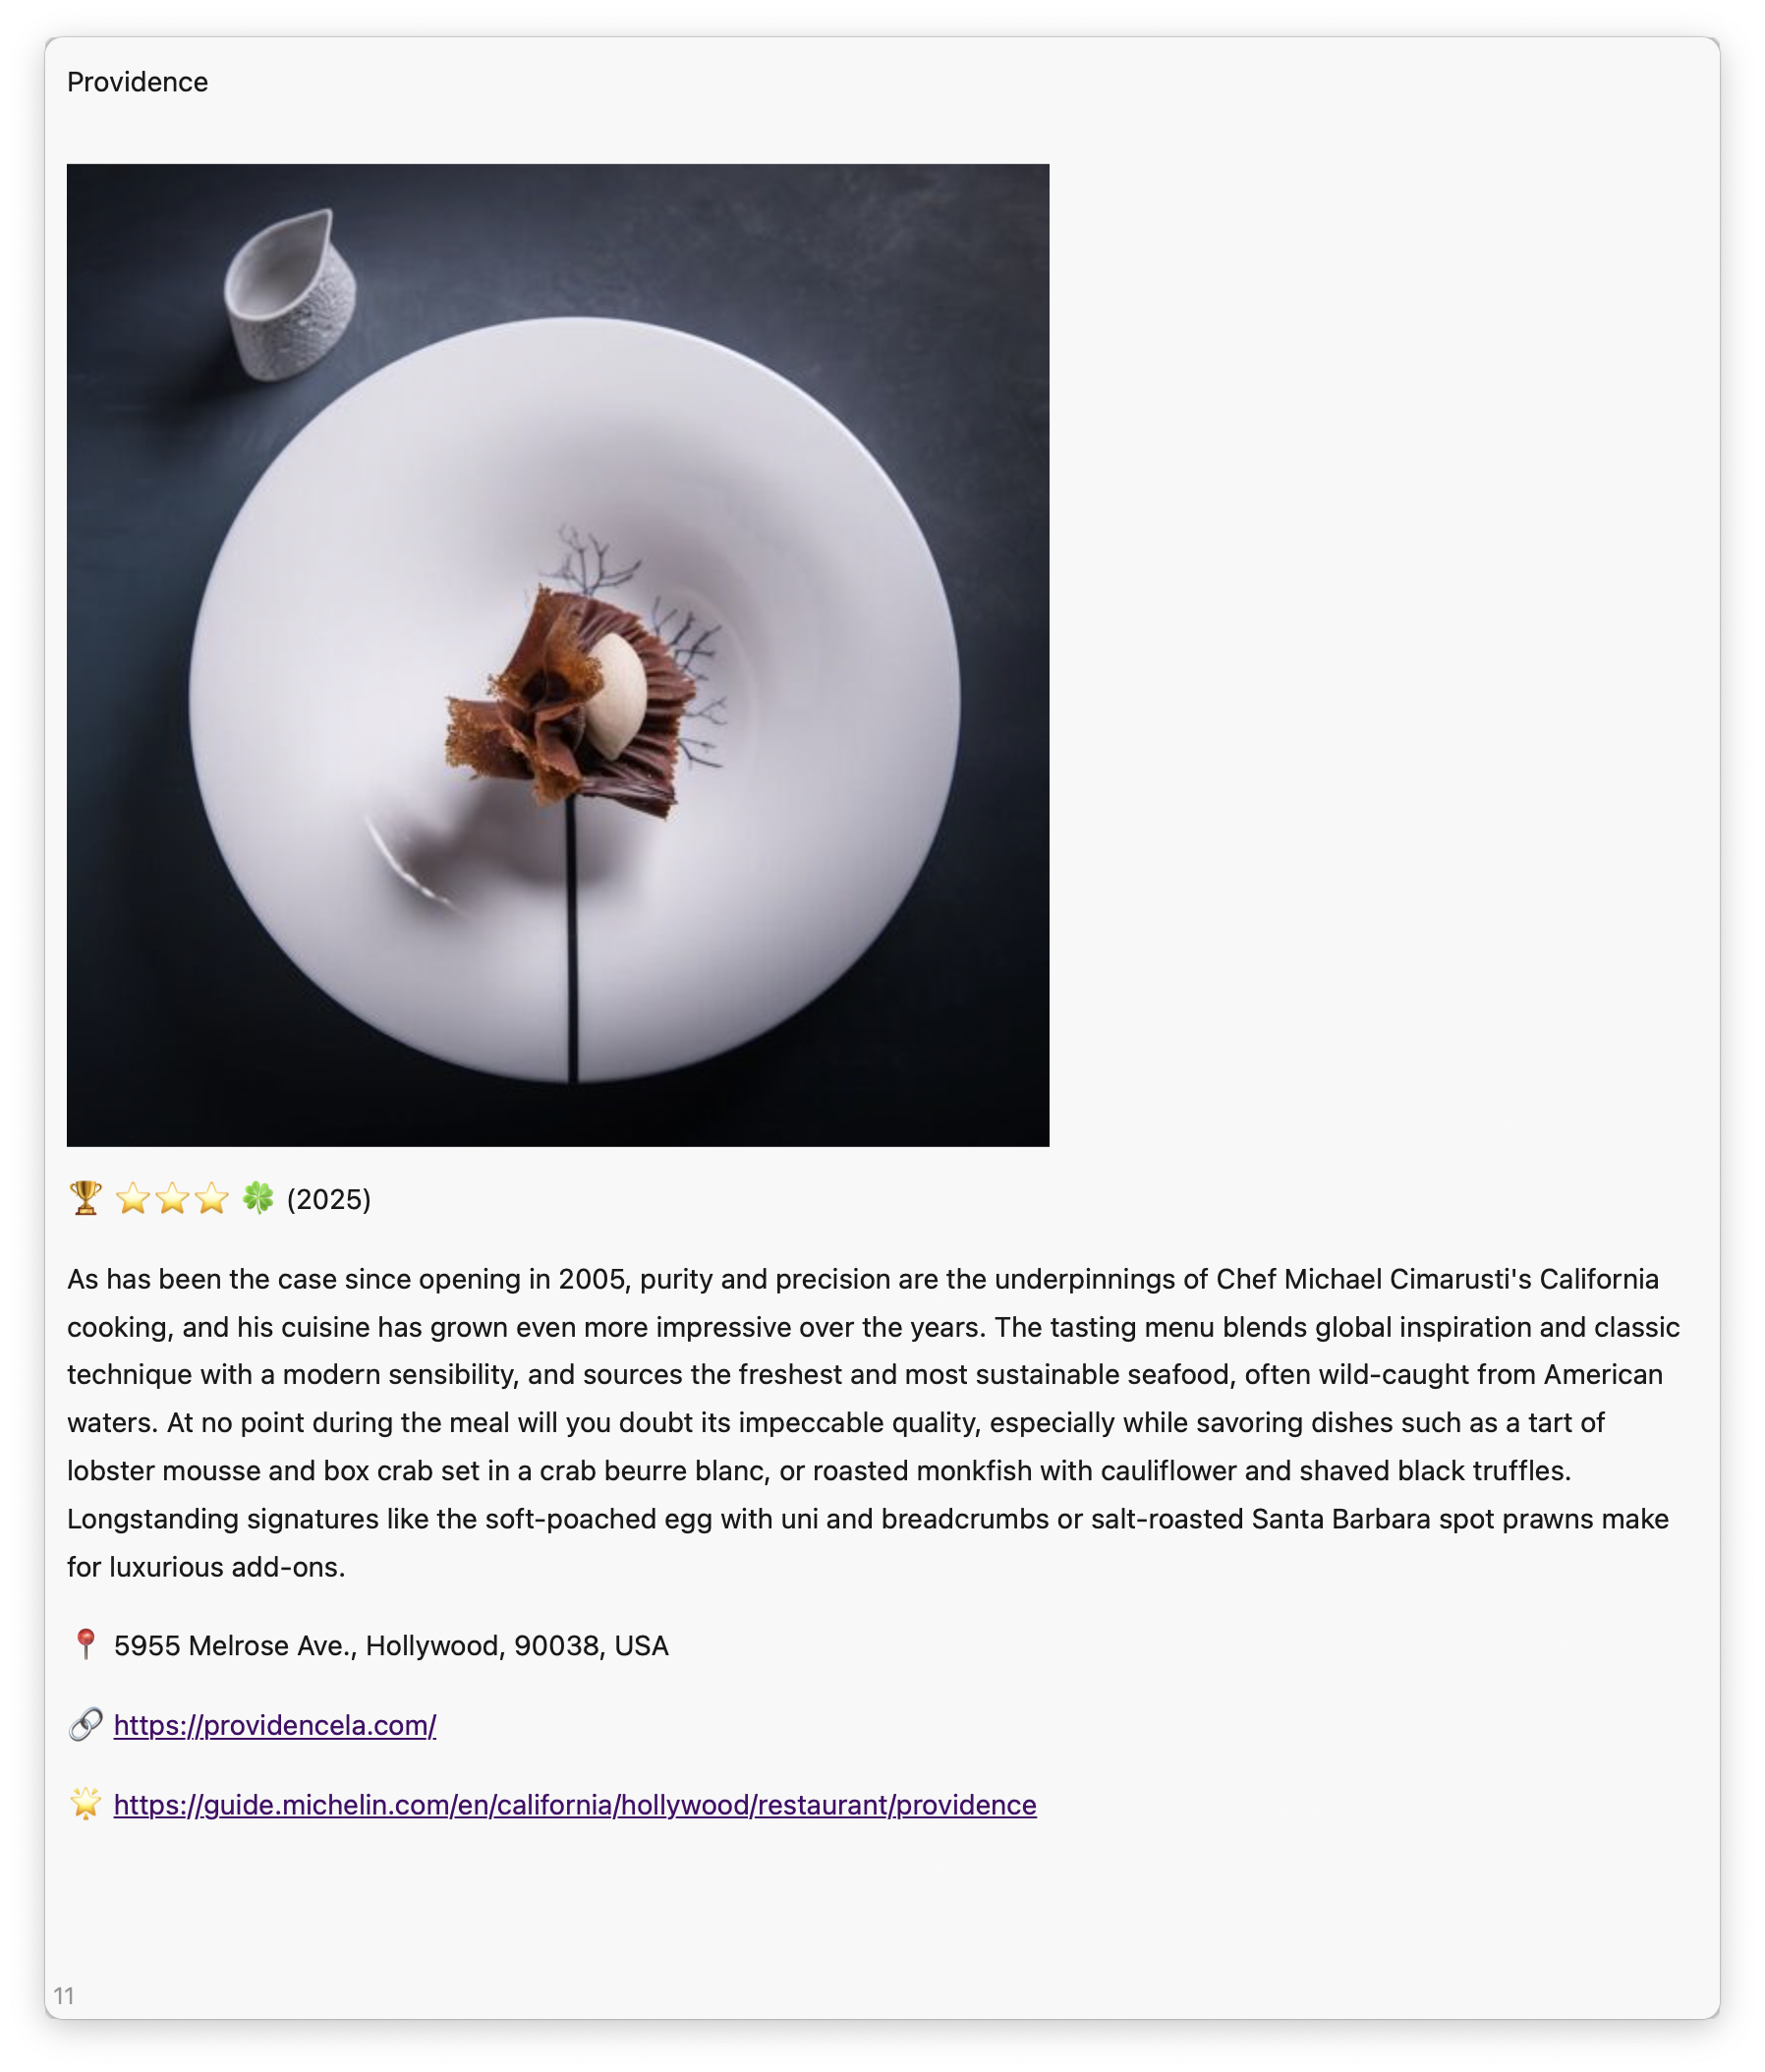 Providence
🏆 ⭐⭐⭐ 🍀 (2025)
As has been the case since opening in 2005, purity and precision are the underpinnings of Chef Michael Cimarusti's California
cooking, and his cuisine has grown even more impressive over the years. The tasting menu blends global inspiration and classic
technique with a modern sensibility, and sources the freshest and most sustainable seafood, often wild-caught from American
waters. At no point during the meal will you doubt its impeccable quality, especially while savoring dishes such as a tart of
lobster mousse and box crab set in a crab beurre blanc, or roasted monkfish with cauliflower and shaved black truffles.
Longstanding signatures like the soft-poached egg with uni and breadcrumbs or salt-roasted Santa Barbara spot prawns make
for luxurious add-ons.
📍 5955 Melrose Ave., Hollywood, 90038, USA
🔗 https://providencela.com/
🌟 https://guide.michelin.com/en/california/hollywood/restaurant/providence
11